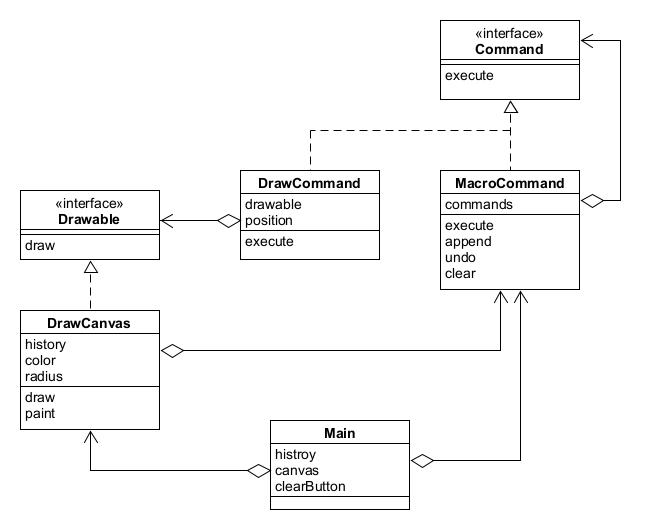 «interface»
Command
execute
DrawCommand
drawable
position
execute
MacroCommand
commands
execute
append
undo
clear
«interface»
Drawable
draw
DrawCanvas
history
color
radius
draw
paint
Main
histroy
canvas
clearButton